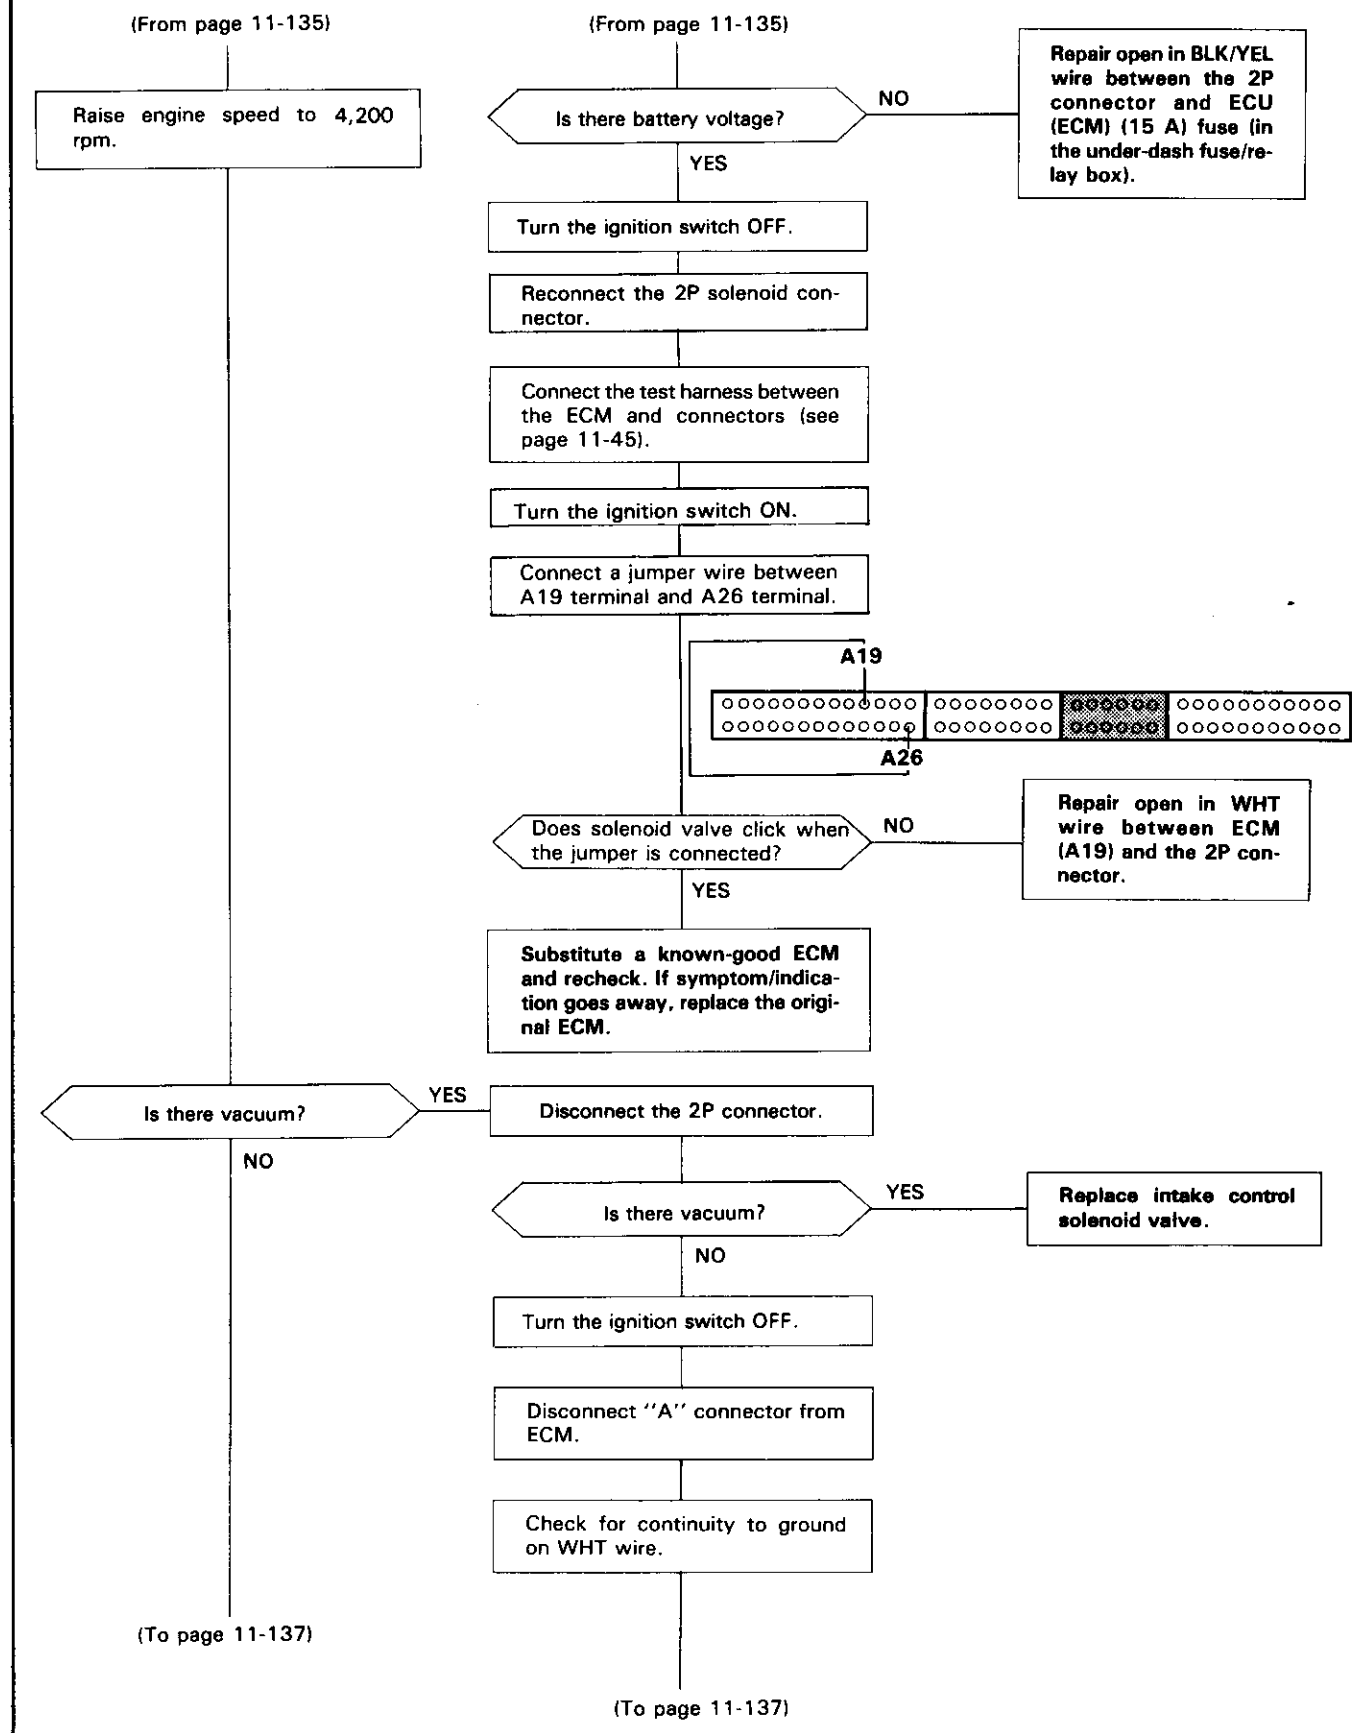 (From page 11-135)
(From page 11-135)
Raise engine speed to 4,200
rpm.
Is there battery voltage?
NO
Repair open in BLK/YEL
wire between the 2P
connector and ECU
(ECM) (15 A) fuse (in
the under-dash fuse/re-
lay box).
YES
Turn the ignition switch OFF.
Reconnect the 2P solenoid con-
nector.
Connect the test harness between
the ECM and connectors (see
page 11-45).
Turn the ignition switch ON.
Connect a jumper wire between
A19 terminal and A26 terminal.
A19
A26
Does solenoid valve click when
the jumper is connected?
NO
Repair open in WHT
wire between ECM
(A19) and the 2P con-
nector.
YES
Substitute a known-good ECM
and recheck. If symptom/indica-
tion goes away, replace the origi-
nal ECM.
Is there vacuum?
YES
Disconnect the 2P connector.
NO
Is there vacuum?
YES
Replace intake control
solenoid valve.
NO
Turn the ignition switch OFF.
Disconnect ''A'' connector from
ECM.
Check for continuity to ground
on WHT wire.
(To page 11-137)
(To page 11-137)